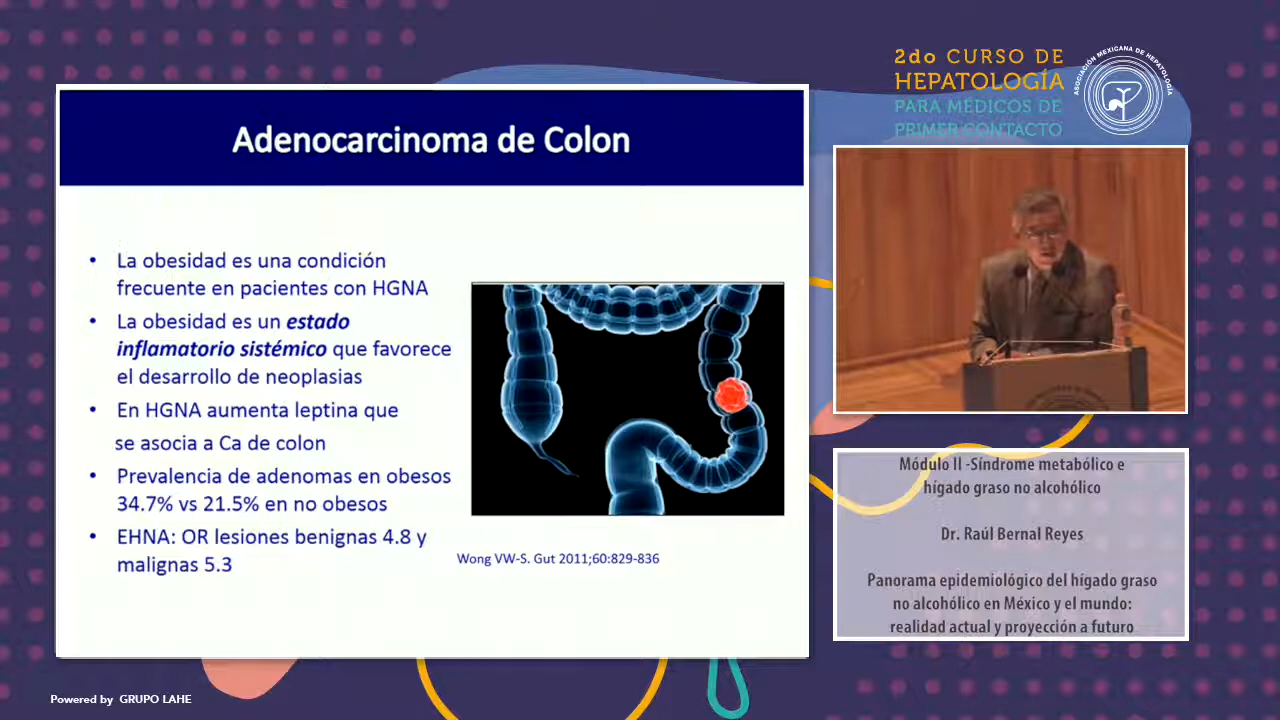 2do CURSO DE
HEPATOLOGÍA
PARA MÉDICOS DE
PRIMER CONTACTO
ASOCIACIÓN MEXICANA DE HEPATOLOGÍA
Adenocarcinoma de Colon
• La obesidad es una condición
frecuente en pacientes con HGNA
• La obesidad es un estado
inflamatorio sistémico que favorece
el desarrollo de neoplasias
• En HGNA aumenta leptina que
se asocia a Ca de colon
• Prevalencia de adenomas en obesos
34.7% vs 21.5% en no obesos
• EHNA: OR lesiones benignas 4.8 y
malignas 5.3
Wong VW-S. Gut 2011;60:829-836
Módulo II -Síndrome metabólico e
hígado graso no alcohólico
Dr. Raúl Bernal Reyes
Panorama epidemiológico del hígado graso
no alcohólico en México y el mundo:
realidad actual y proyección a futuro
Powered by GRUPO LAHE